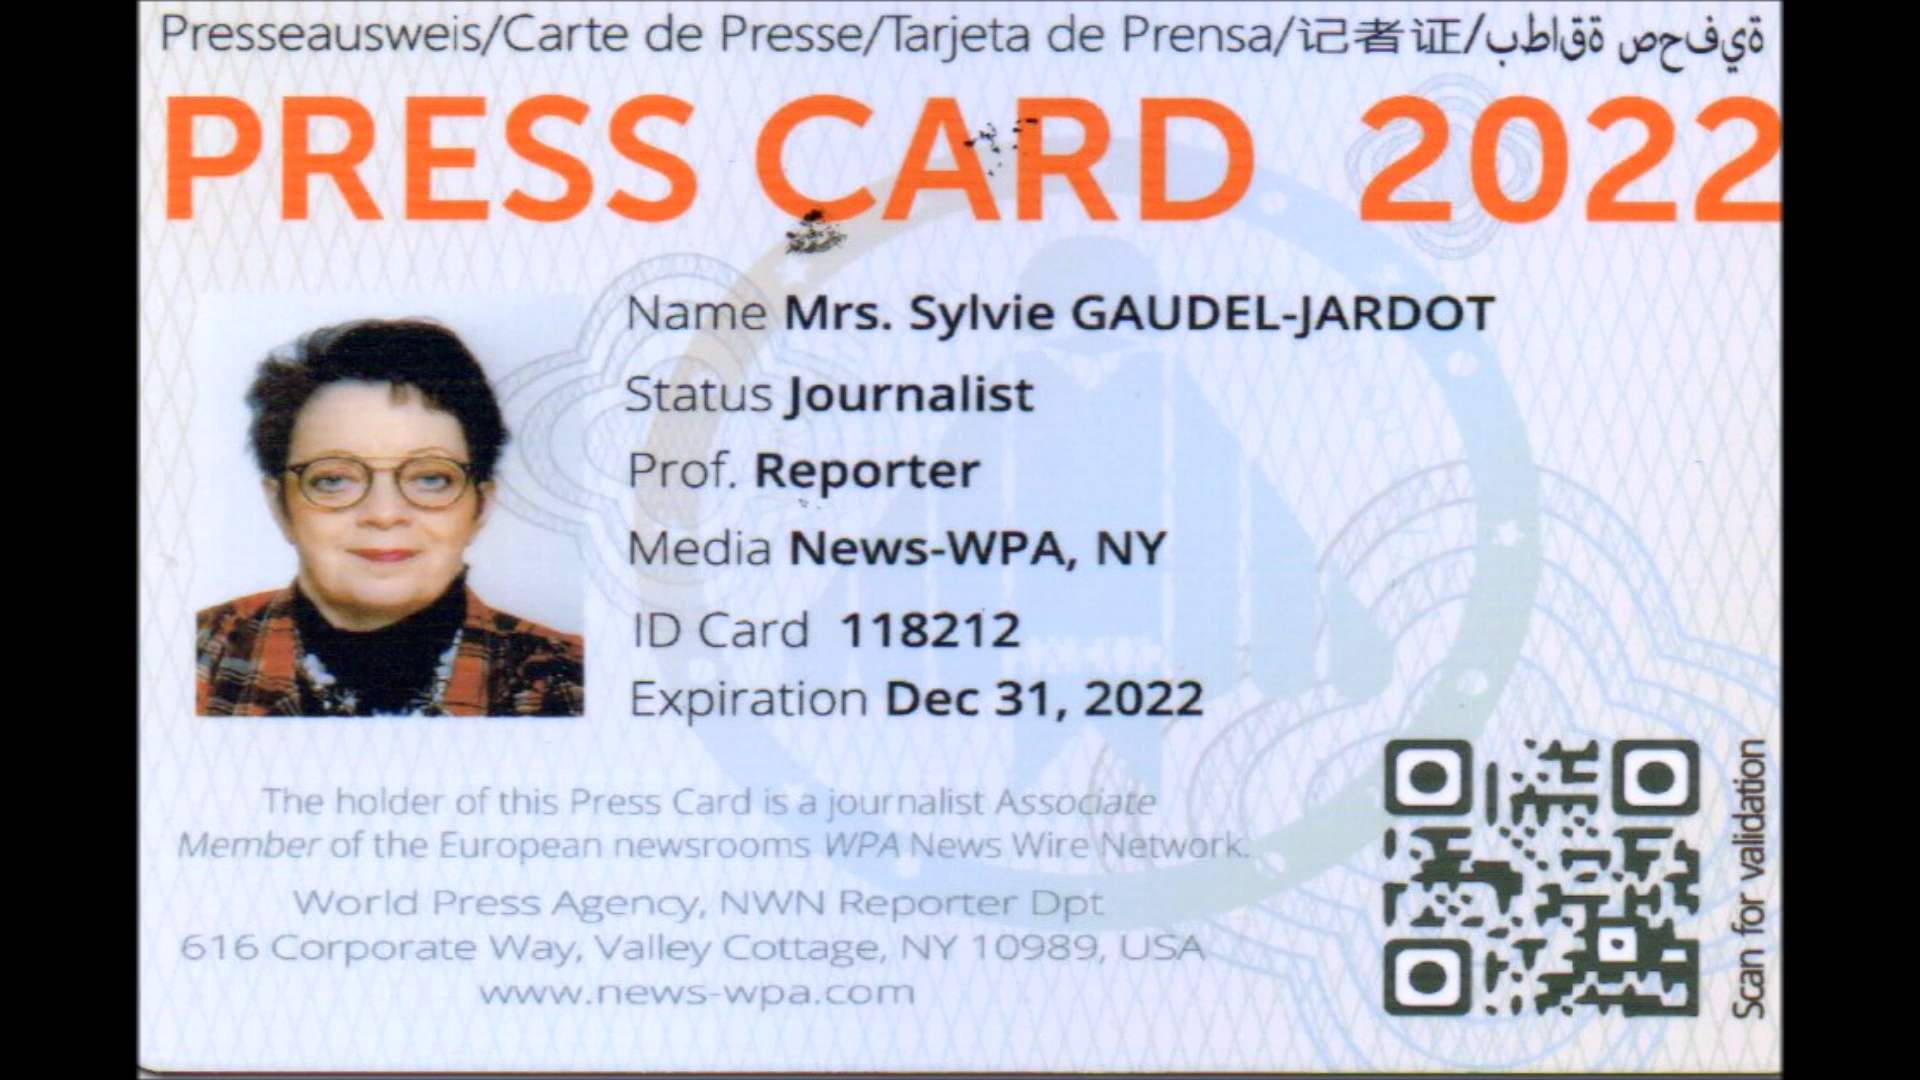 Presseausweis/Carte de Presse/Tarjeta de Prensa/记者证/ب‌ط‌ا‌ق‌ة ص‌ح‌ف‌ي‌ة
PRESS CARD 2022
Name Mrs. Sylvie GAUDEL-JARDOT
Status Journalist
Prof. Reporter
Media News-WPA, NY
ID Card 118212
Expiration Dec 31, 2022
The holder of this Press Card is a journalist Associate
Member of the European newsrooms WPA News Wire Network.
World Press Agency, NWN Reporter Dpt
616 Corporate Way, Valley Cottage, NY 10989, USA
www.news-wpa.com
Scan for validation